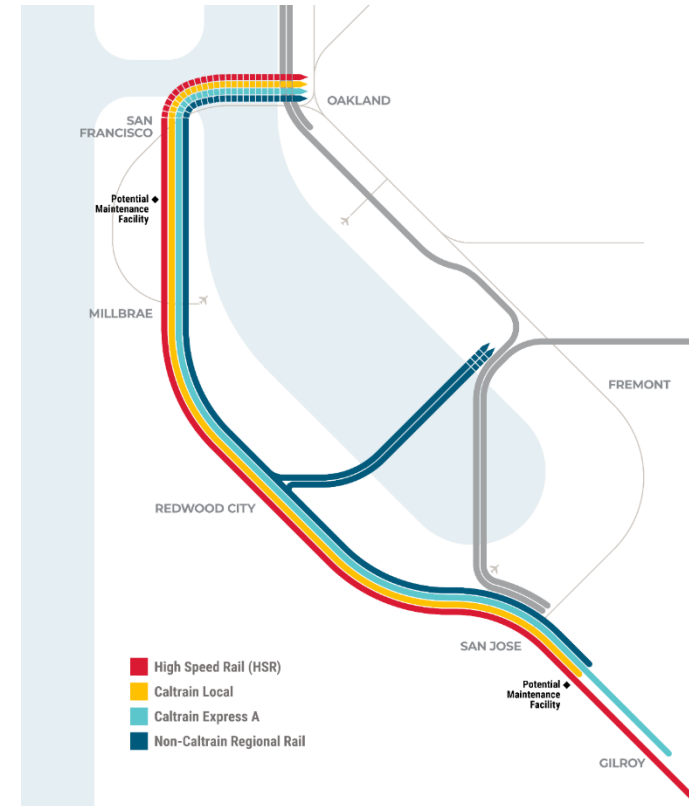 OAKLAND
SAN
FRANCISCO
Potential
Maintenance
Facility
MILLBRAE
FREMONT
REDWOOD CITY
SAN JOSE
High Speed Rail (HSR)
Caltrain Local
Caltrain Express A
Non-Caltrain Regional Rail
Potential
Maintenance
Facility
GILROY